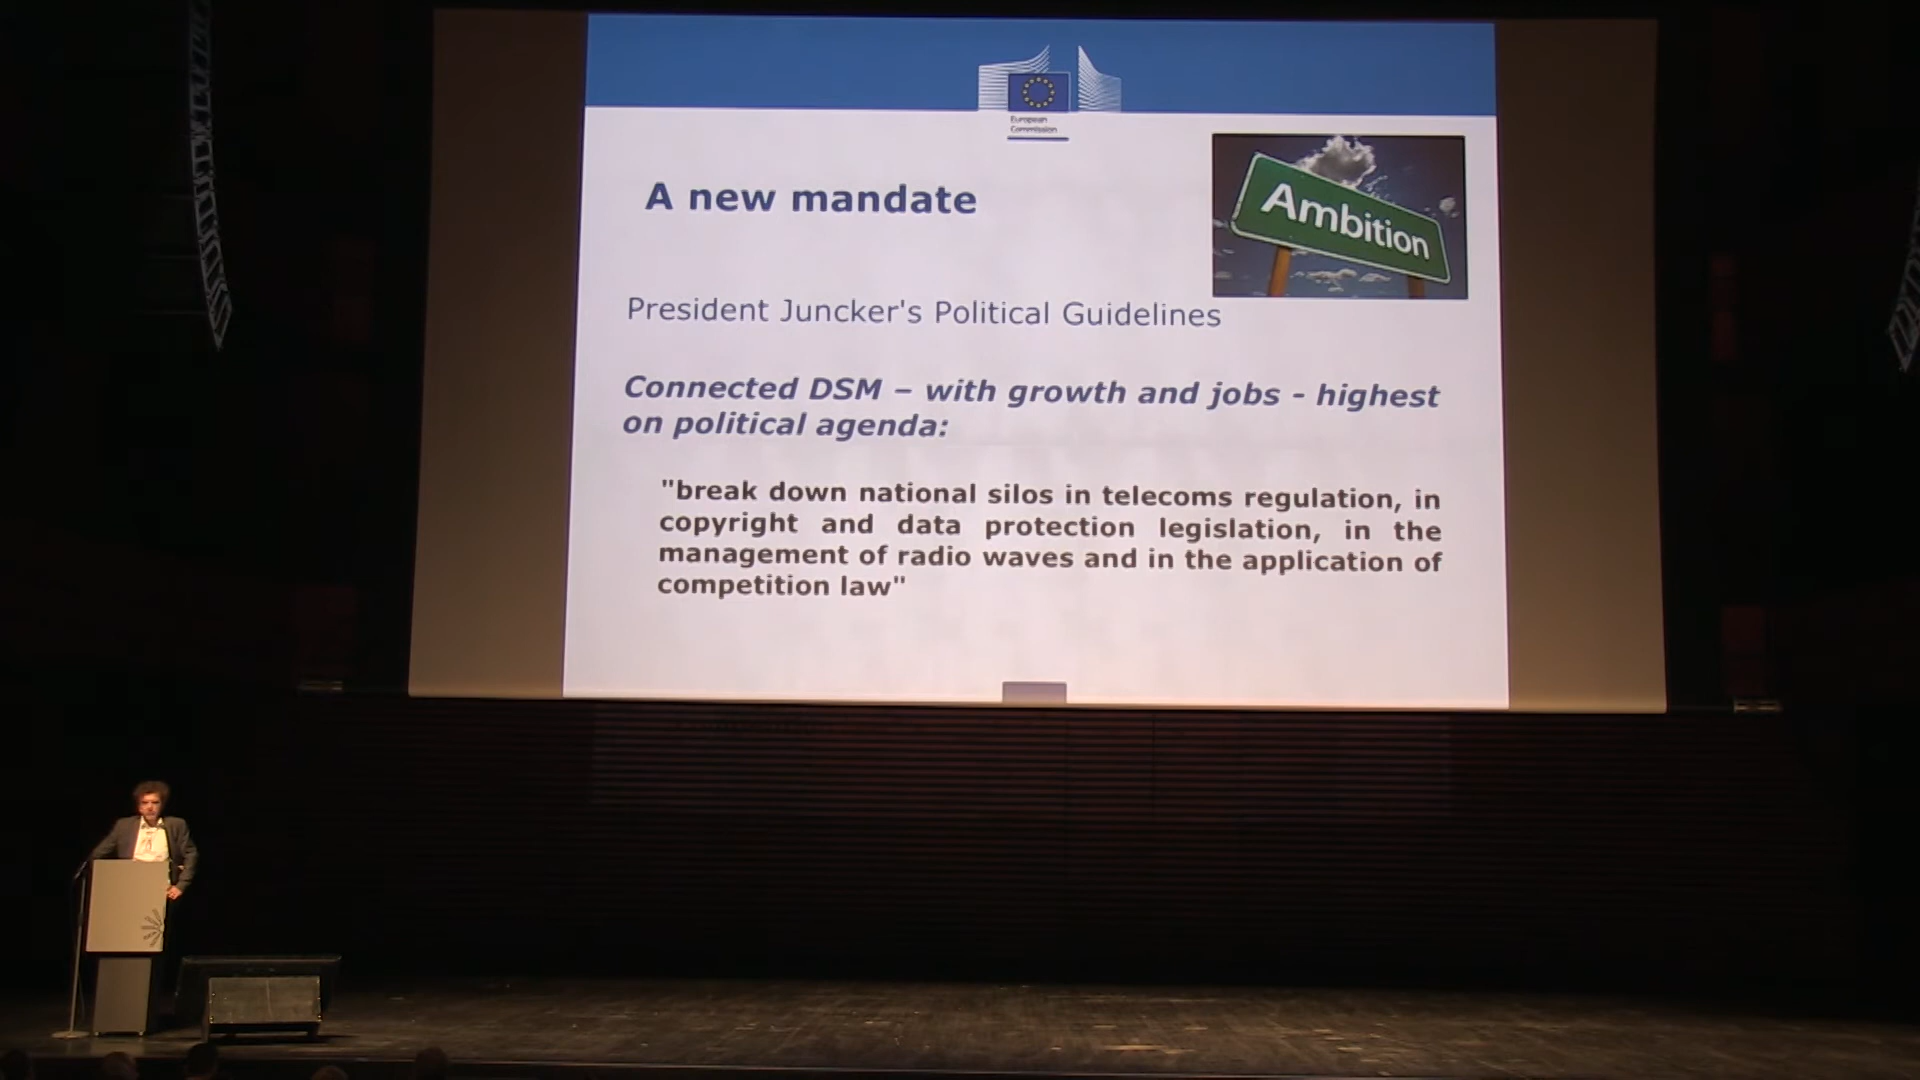 European
Commission
Ambition
A new mandate
President Juncker's Political Guidelines
Connected DSM – with growth and jobs - highest
on political agenda:
"break down national silos in telecoms regulation, in
copyright and data protection legislation, in the
management of radio waves and in the application of
competition law"